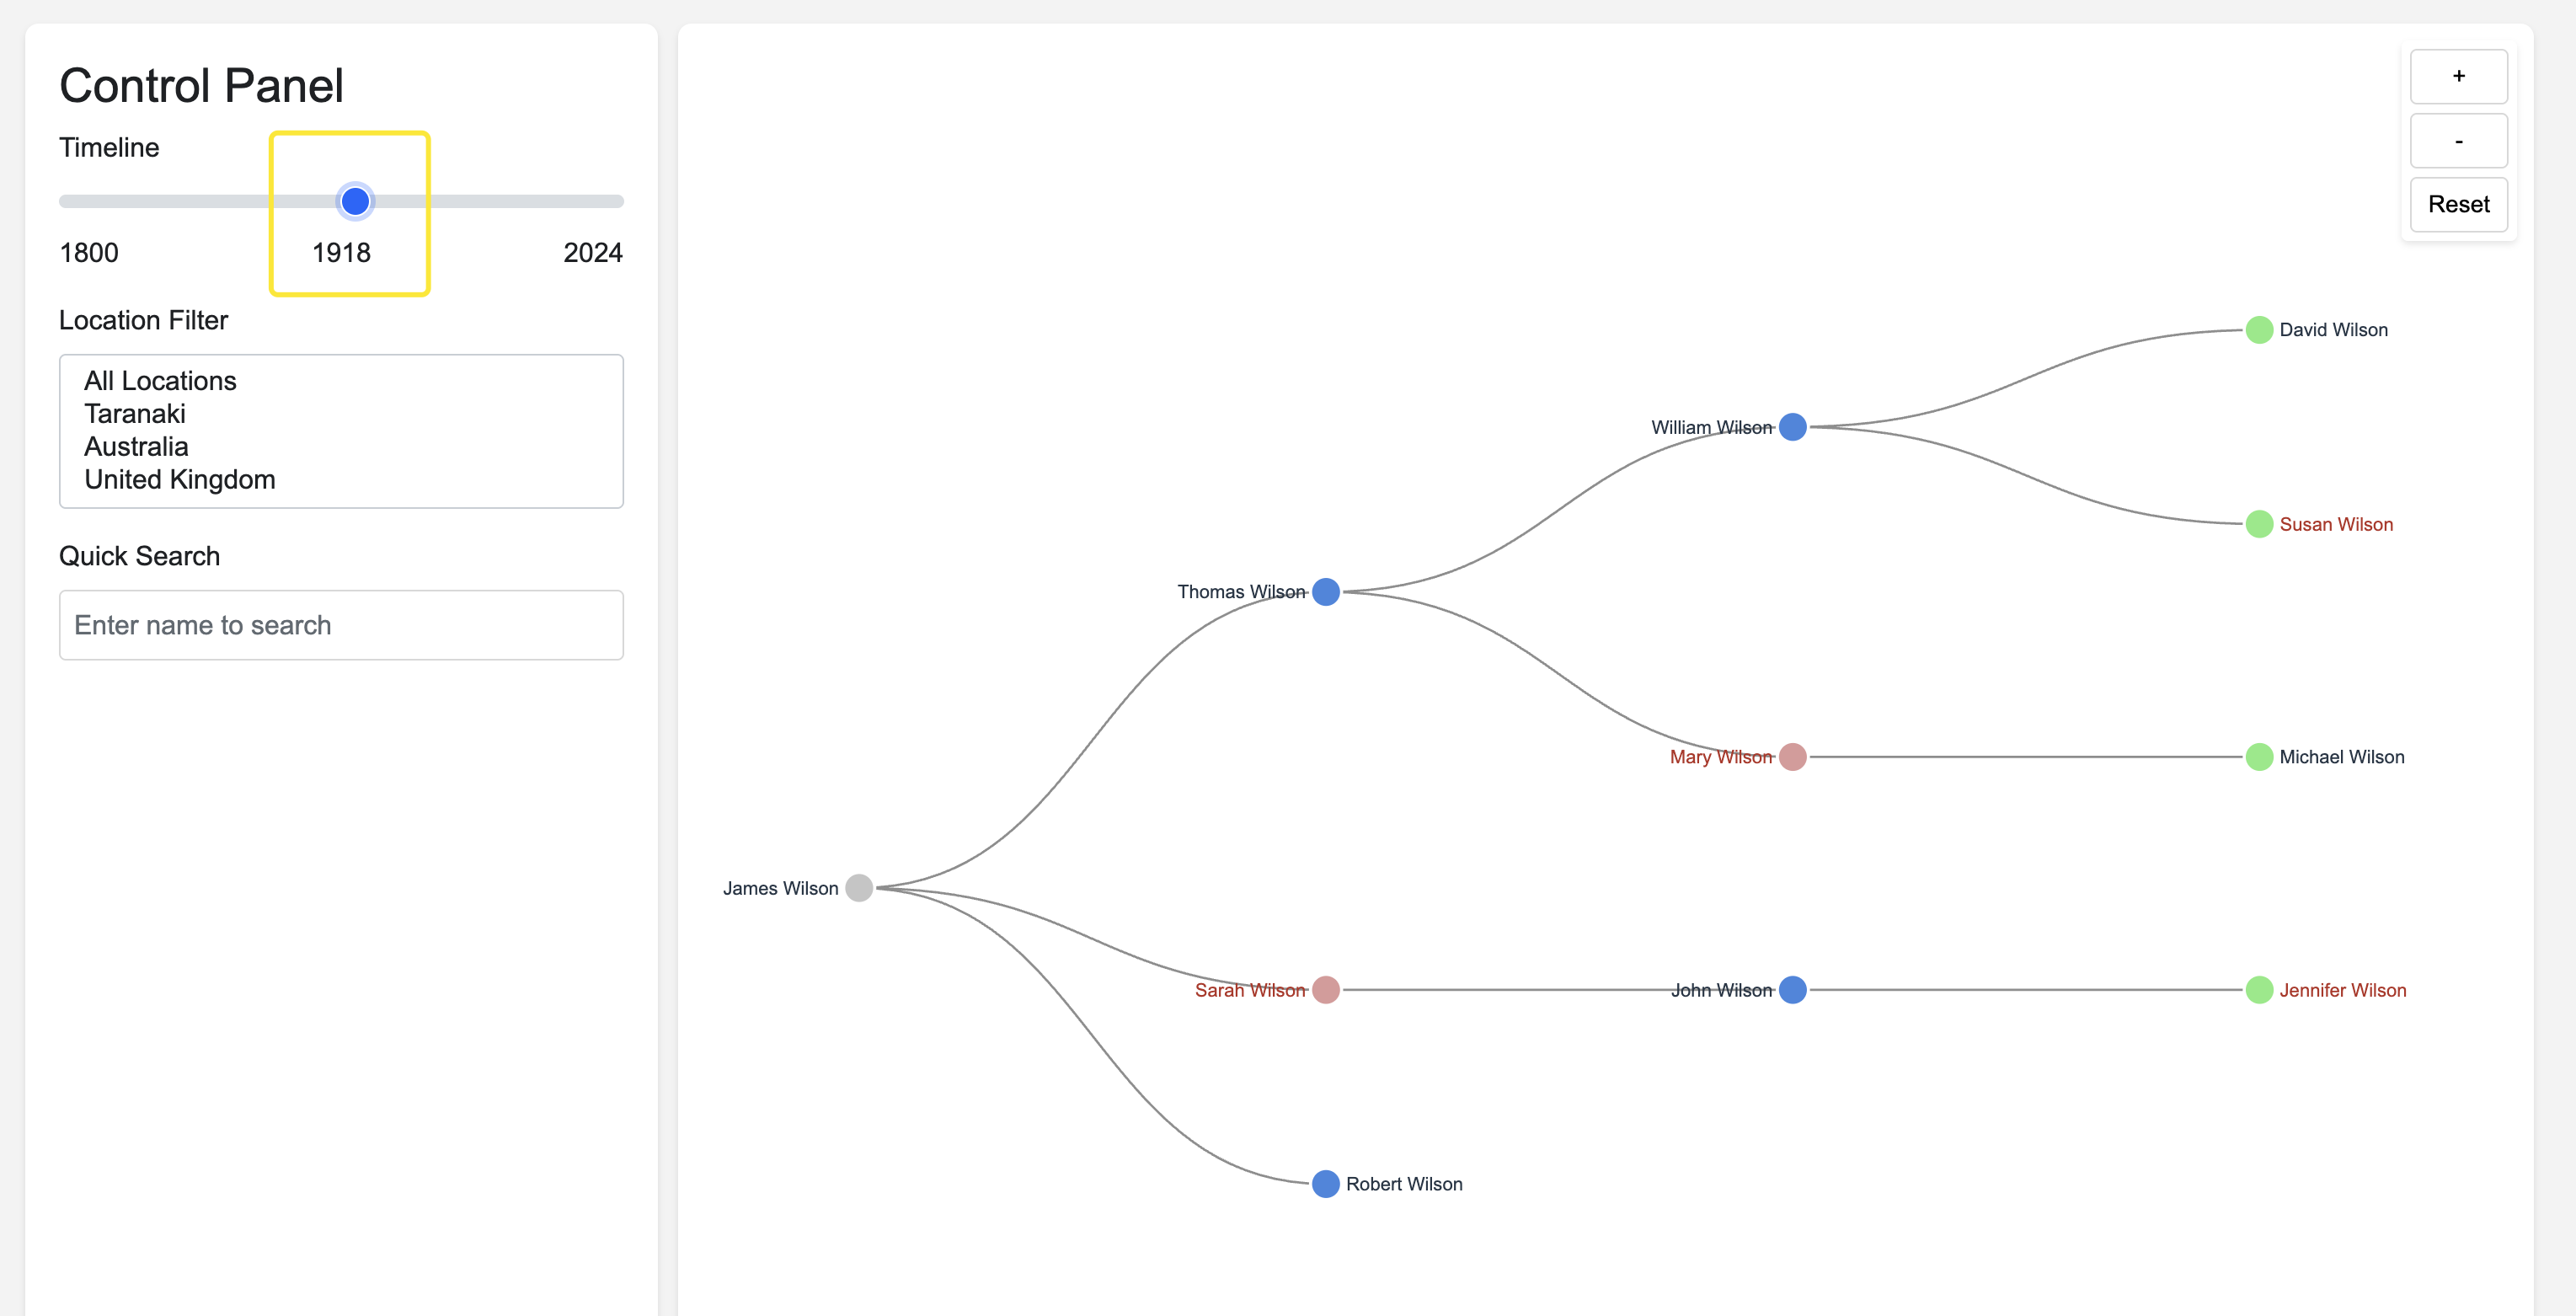 Control Panel
Timeline
1800 1918 2024
Location Filter
All Locations
Taranaki
Australia
United Kingdom
Quick Search
Enter name to search
+
-
Reset
David Wilson
William Wilson
Susan Wilson
Thomas Wilson
Mary Wilson
Michael Wilson
James Wilson
Sarah Wilson
John Wilson
Jennifer Wilson
Robert Wilson